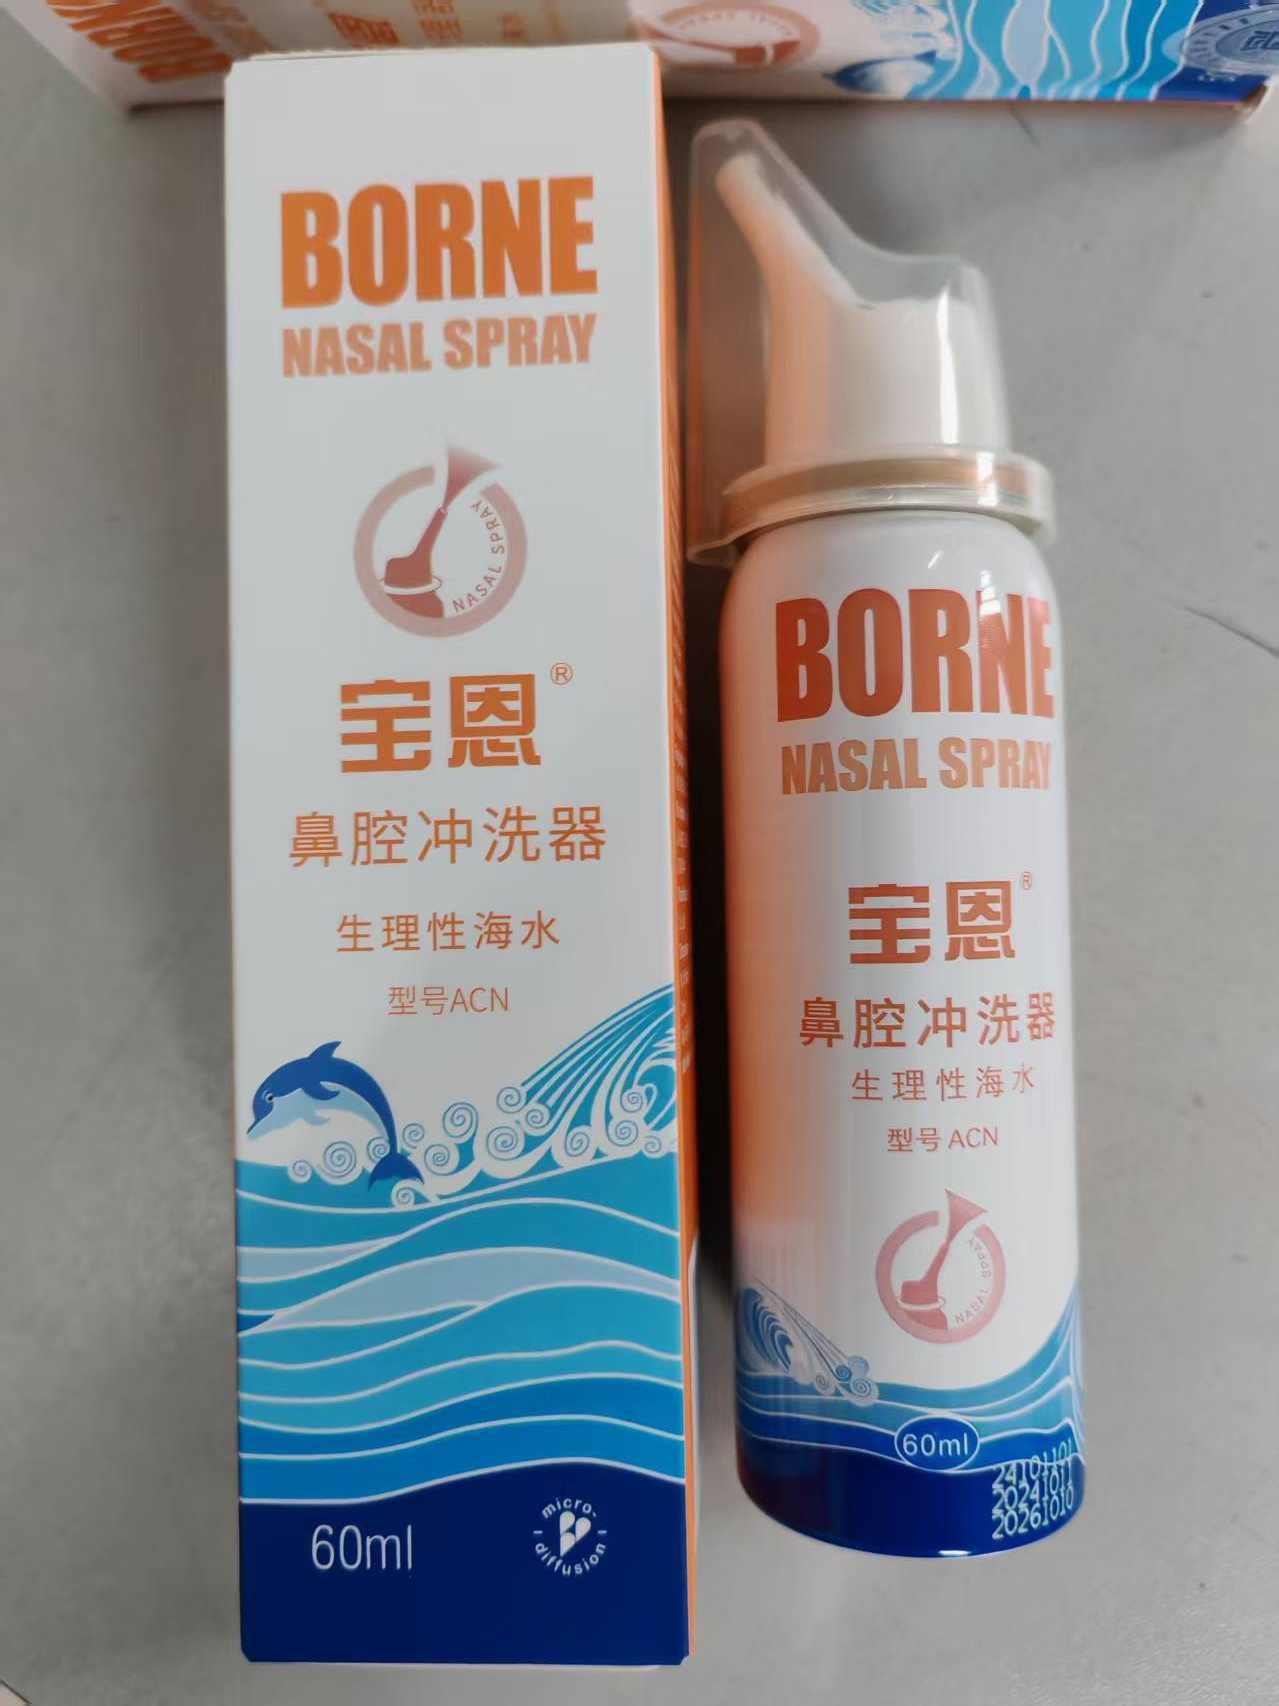 BORNE
NASAL SPRAY
NASAL SPRAY
宝恩®
鼻腔冲洗器
生理性海水
型号ACN
60ml
micro-
diffusion
BORNE
NASAL SPRAY
宝恩®
鼻腔冲洗器
生理性海水
型号 ACN
NASAL SPRAY
60ml
24101101
20241011
20261010